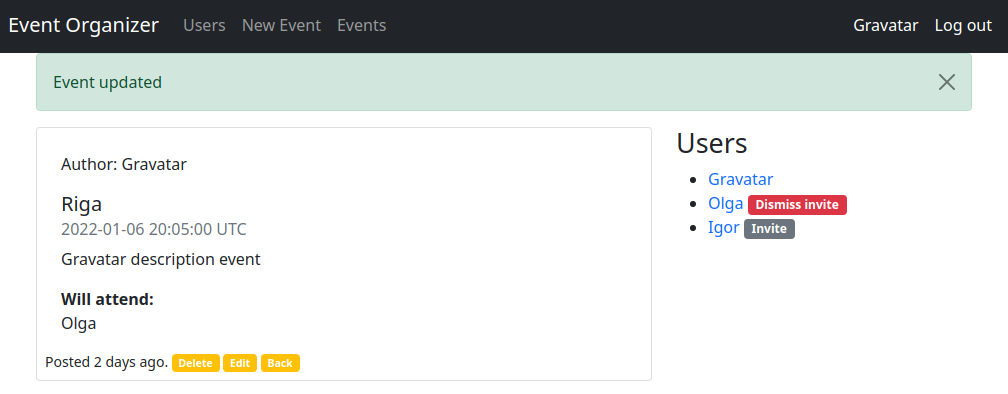 Event Organizer Users New Event Events Gravatar Log out
Event updated
Author: Gravatar
Riga
2022-01-06 20:05:00 UTC
Gravatar description event
Will attend:
Olga
Posted 2 days ago. Delete Edit Back
Users
Gravatar
Olga Dismiss invite
Igor Invite